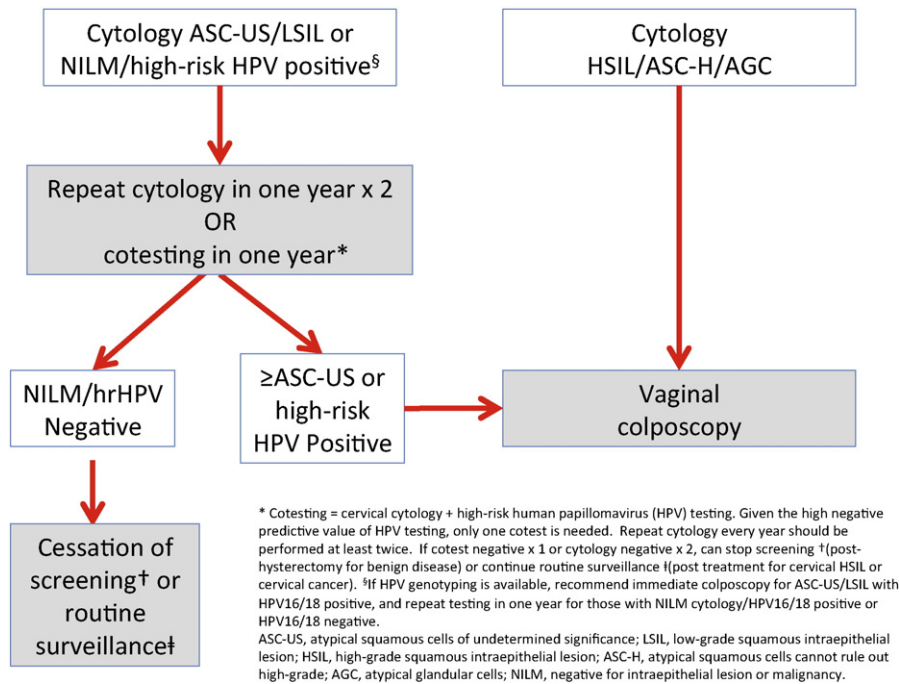 Cytology ASC-US/LSIL or
NILM/high-risk HPV positive§
Cytology
HSIL/ASC-H/AGC
Repeat cytology in one year x 2
OR
cotesting in one year*
NILM/hrHPV
Negative
≥ASC-US or
high-risk
HPV Positive
Vaginal
colposcopy
Cessation of
screening† or
routine
surveillanceƚ
* Cotesting = cervical cytology + high-risk human papillomavirus (HPV) testing. Given the high negative
predictive value of HPV testing, only one cotest is needed. Repeat cytology every year should be
performed at least twice. If cotest negative x 1 or cytology negative x 2, can stop screening †(post-
hysterectomy for benign disease) or continue routine surveillance ƚ(post treatment for cervical HSIL or
cervical cancer). §If HPV genotyping is available, recommend immediate colposcopy for ASC-US/LSIL with
HPV16/18 positive, and repeat testing in one year for those with NILM cytology/HPV16/18 positive or
HPV16/18 negative.
ASC-US, atypical squamous cells of undetermined significance; LSIL, low-grade squamous intraepithelial
lesion; HSIL, high-grade squamous intraepithelial lesion; ASC-H, atypical squamous cells cannot rule out
high-grade; AGC, atypical glandular cells; NILM, negative for intraepithelial lesion or malignancy.